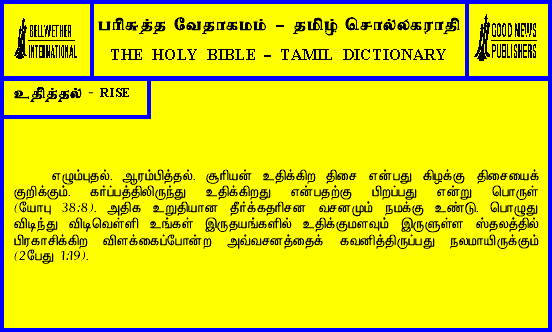 BELLWETHER
INTERNATIONAL
பரிசுத்த வேதாகமம் – தமிழ் சொல்லகராதி
THE HOLY BIBLE – TAMIL DICTIONARY
GOOD NEWS
PUBLISHERS
உதித்தல் - RISE
எழும்புதல். ஆரம்பித்தல். சூரியன் உதிக்கிற திசை என்பது கிழக்கு திசையைக்
குறிக்கும். கர்ப்பத்திலிருந்து உதிக்கிறது என்பதற்கு பிறப்பது என்று பொருள்
(யோபு 38:8). அதிக உறுதியான தீர்க்கதரிசன வசனமும் நமக்கு உண்டு. பொழுது
விடிந்து விடிவெள்ளி உங்கள் இருதயங்களில் உதிக்குமளவும் இருளுள்ள ஸ்தலத்தில்
பிரகாசிக்கிற விளக்கைப்போன்ற அவ்வசனத்தைக் கவனித்திருப்பது நலமாயிருக்கும்
(2பேது 1:19).